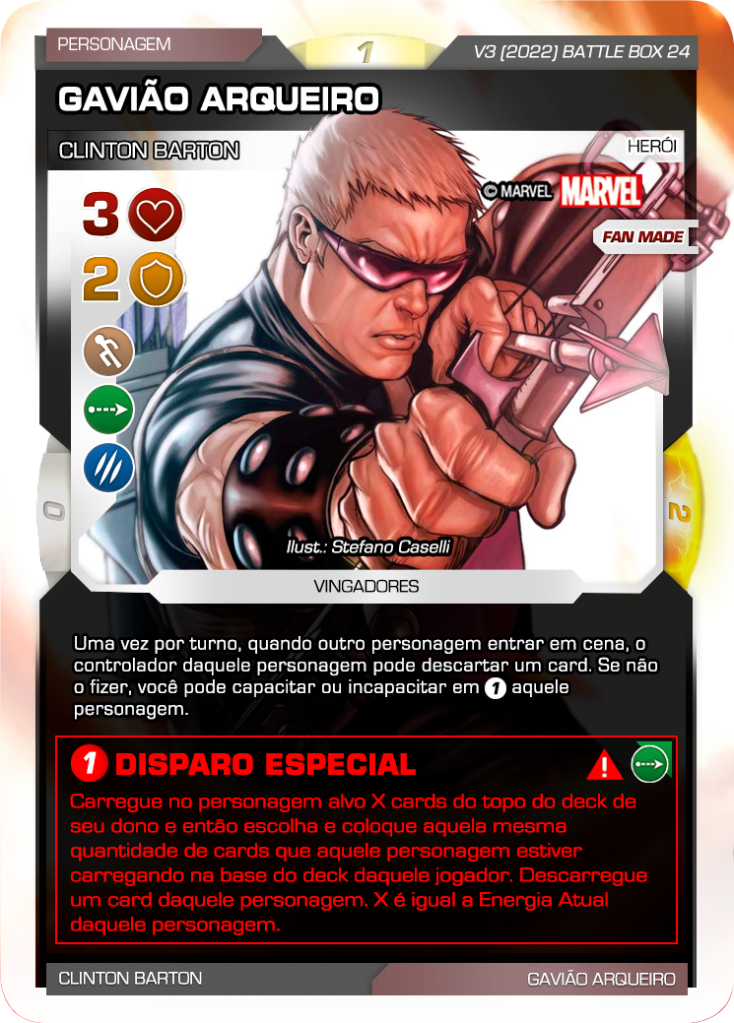 PERSONAGEM
1
V3 (2022) BATTLE BOX 24
GAVIÃO ARQUEIRO
CLINTON BARTON
HERÓI
© MARVEL MARVEL
3
FAN MADE
2
0
2
Ilust.: Stefano Caselli
VINGADORES
Uma vez por turno, quando outro personagem entrar em cena, o
controlador daquele personagem pode descartar um card. Se não
o fizer, você pode capacitar ou incapacitar em 1 aquele
personagem.
1 DISPARO ESPECIAL
Carregue no personagem alvo X cards do topo do deck de
seu dono e então escolha e coloque aquela mesma
quantidade de cards que aquele personagem estiver
carregando na base do deck daquele jogador. Descarregue
um card daquele personagem. X é igual a Energia Atual
daquele personagem.
CLINTON BARTON
GAVIÃO ARQUEIRO